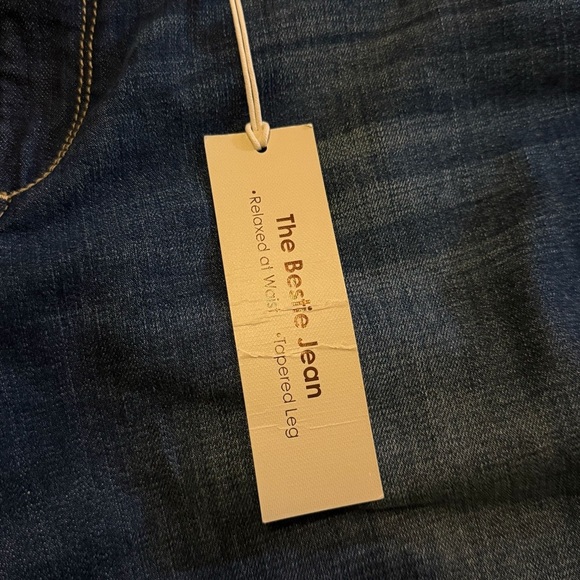 The Bestie Jean
•Relaxed at Waist •Tapered Leg